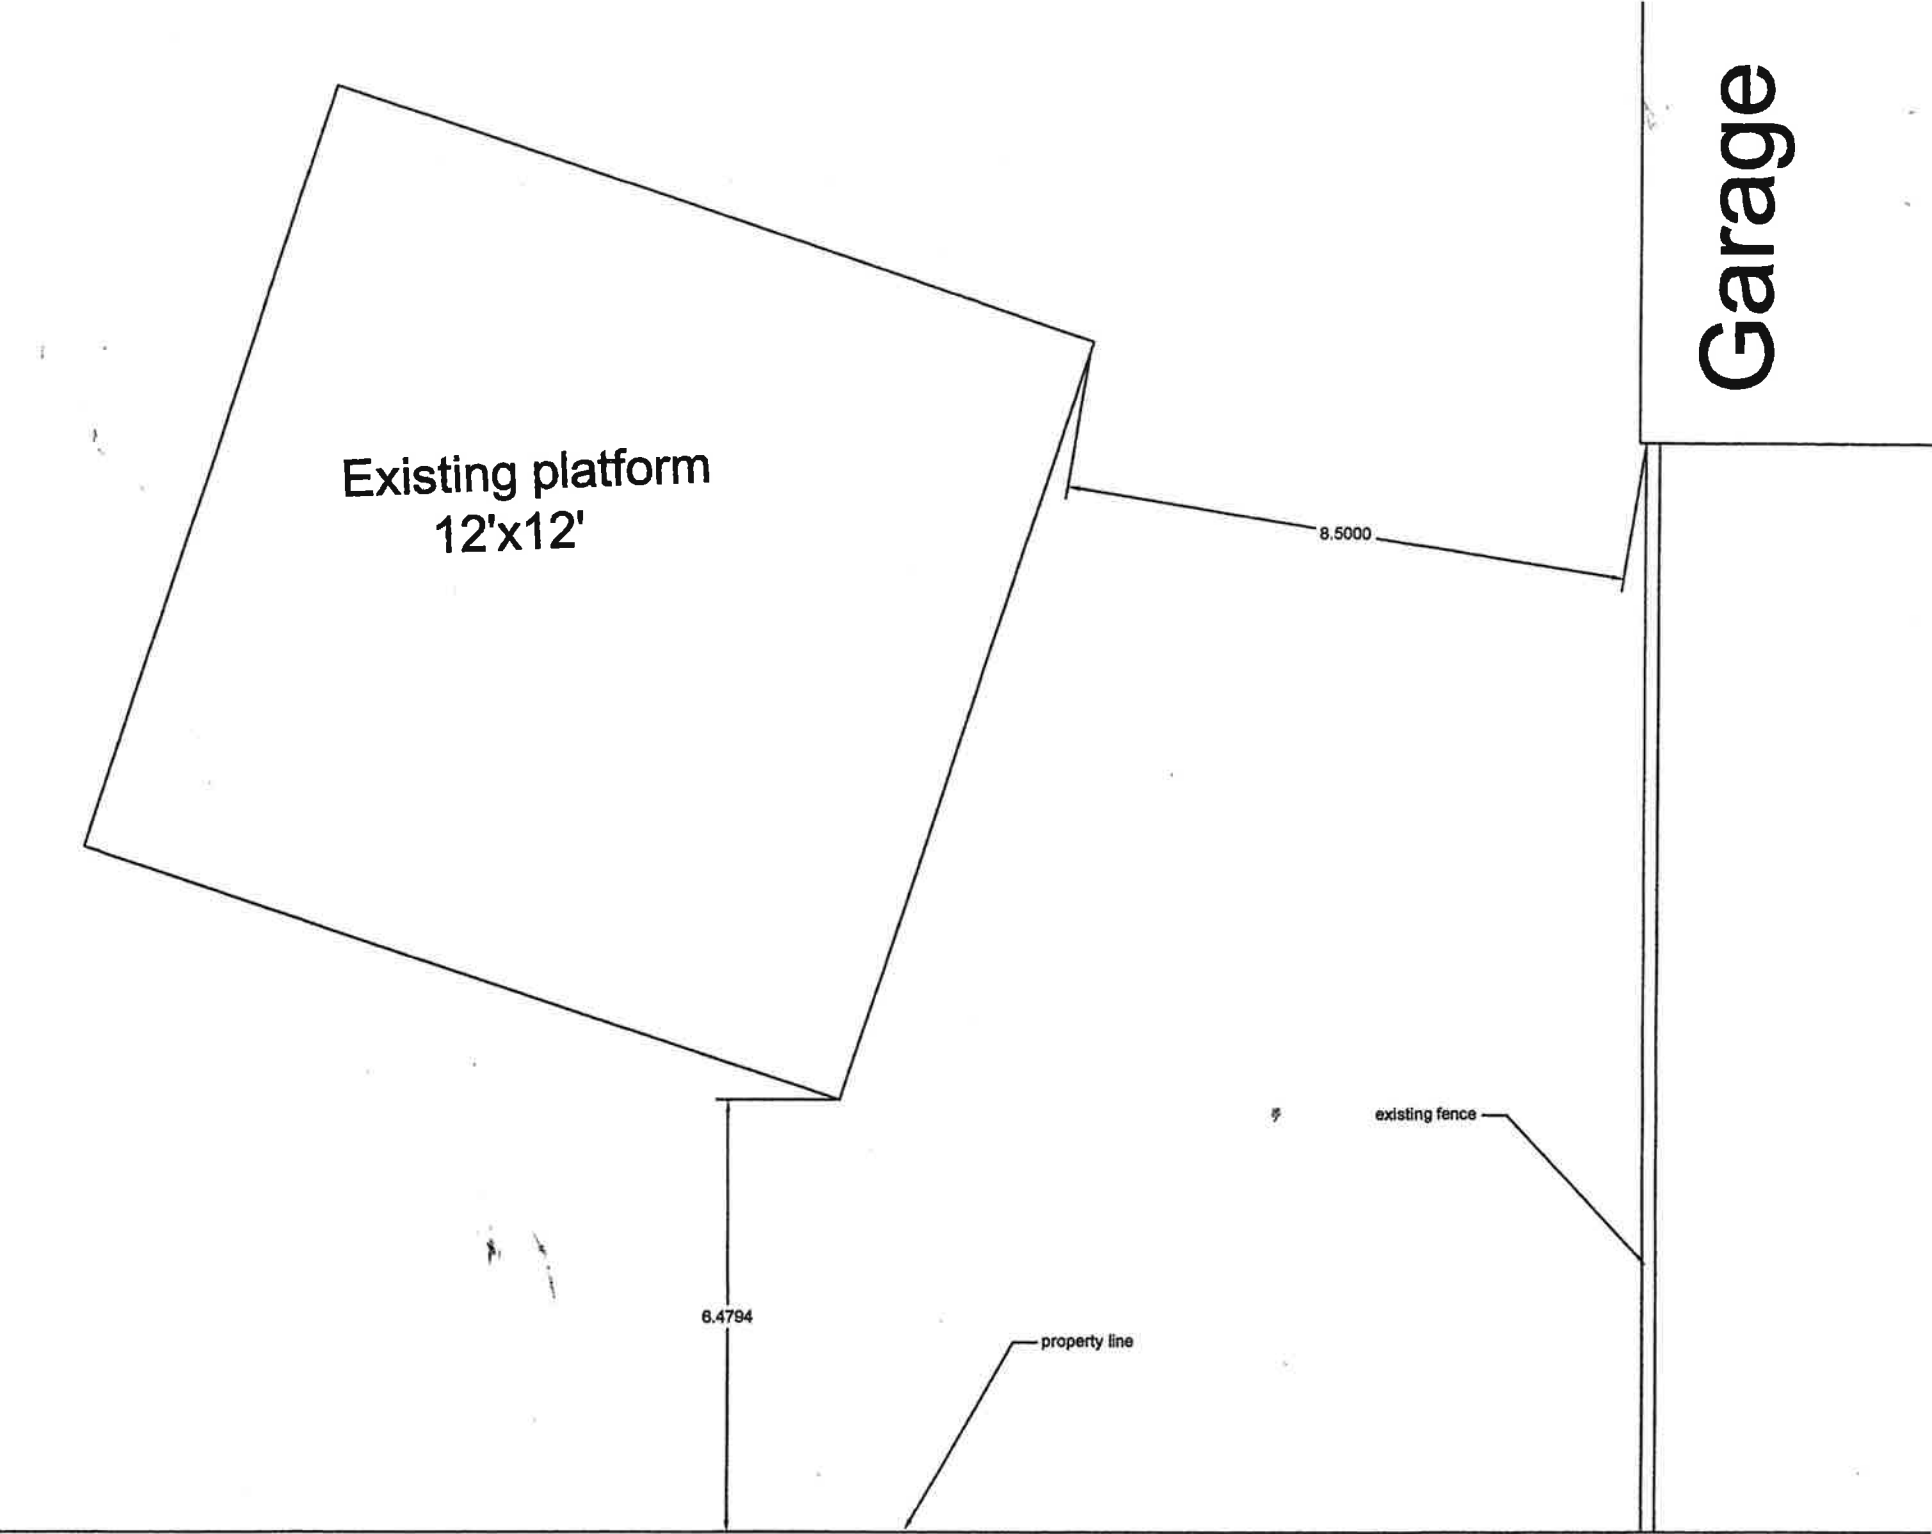 Garage
Existing platform
12'x12'
8.5000
existing fence
6.4794
property line